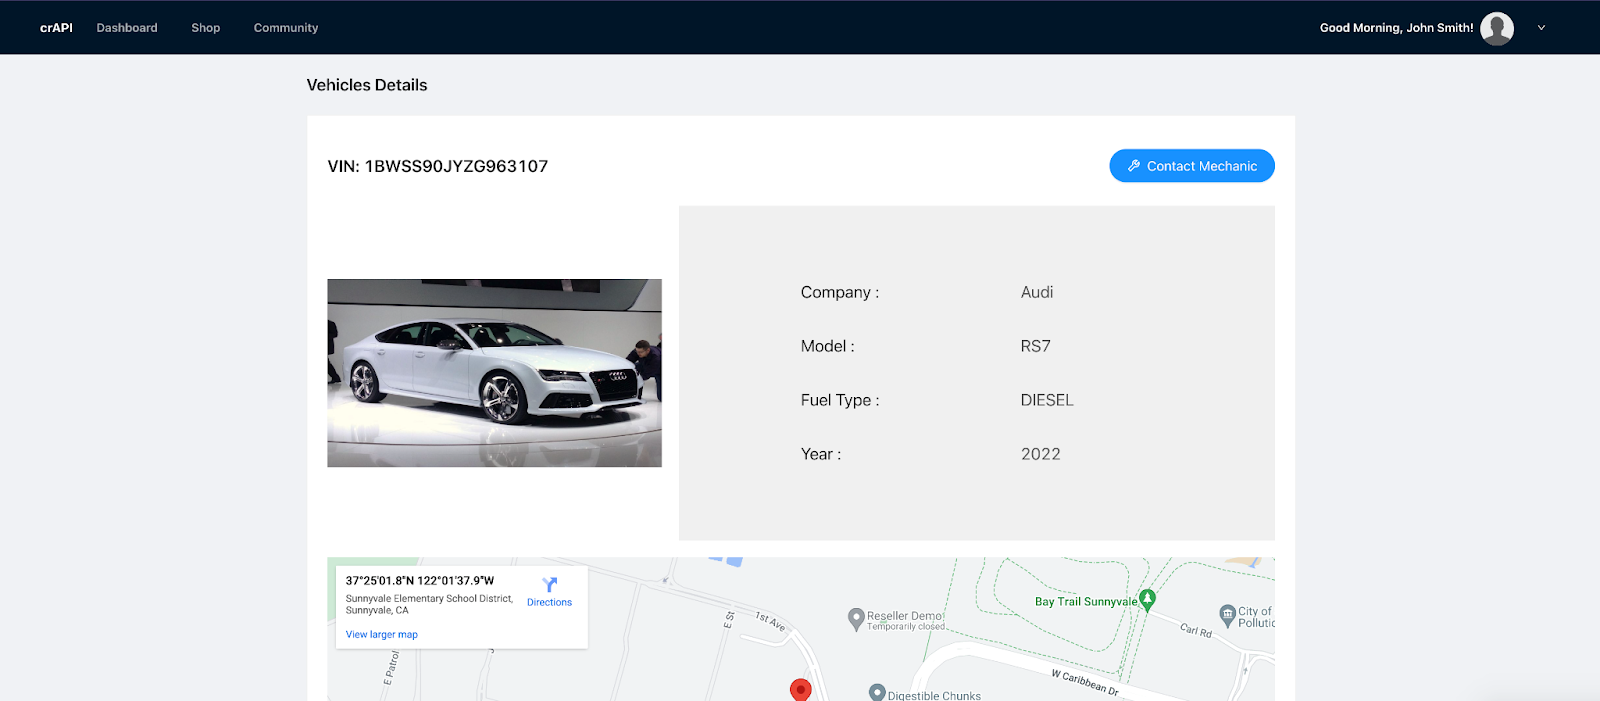 crAPI Dashboard Shop Community Good Morning, John Smith!
Vehicles Details
VIN: 1BWSS90JYZG963107
Contact Mechanic
Company : Audi
Model : RS7
Fuel Type : DIESEL
Year : 2022
37°25'01.8"N 122°01'37.9"W
Sunnyvale Elementary School District,
Sunnyvale, CA
Directions
View larger map
E Patrol
E St
1st Ave
Reseller Demo
Temporarily closed
Bay Trail Sunnyvale
Carl Rd
City of
W Caribbean Dr
Digestible Chunks